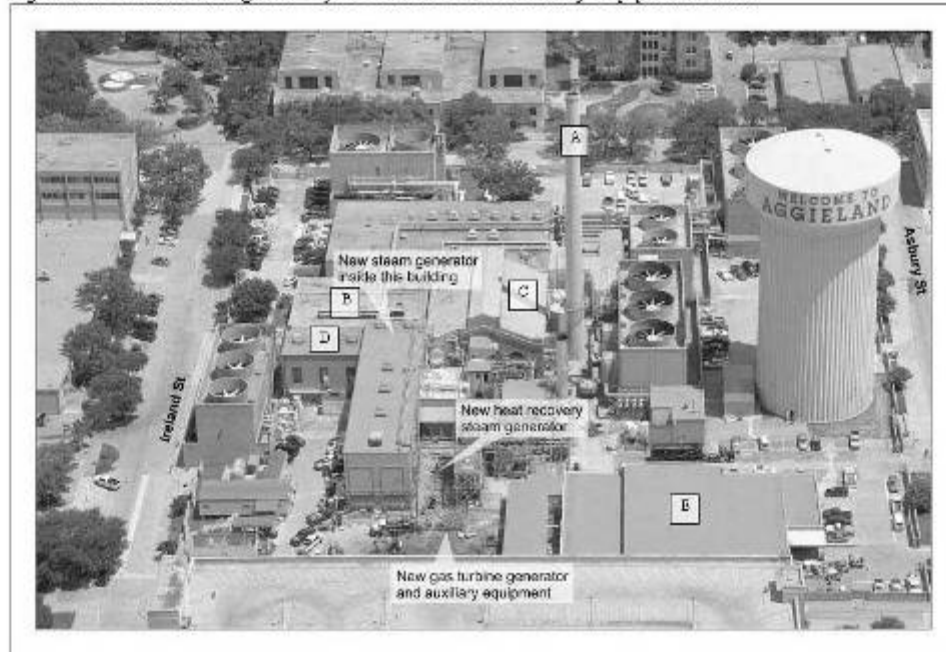 A
WELCOME TO
AGGIELAND
Asbury St
New steam generator
inside this building
C
B
D
Ireland St
New heat recovery
steam generator
E
New gas turbine generator
and auxiliary equipment